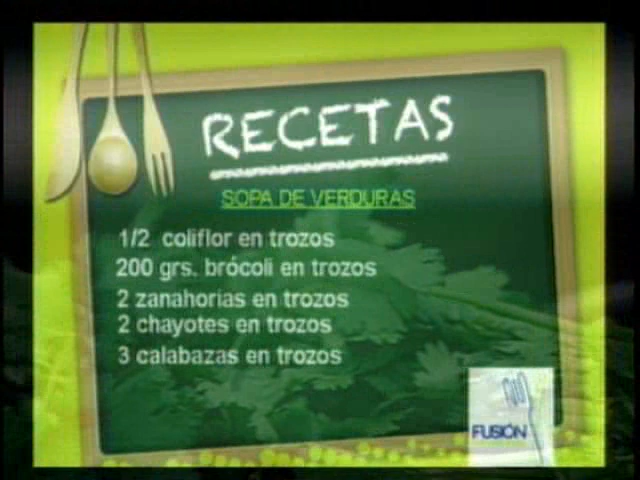 RECETAS
SOPA DE VERDURAS
1/2 coliflor en trozos
200 grs. brócoli en trozos
2 zanahorias en trozos
2 chayotes en trozos
3 calabazas en trozos
FUSIÓN